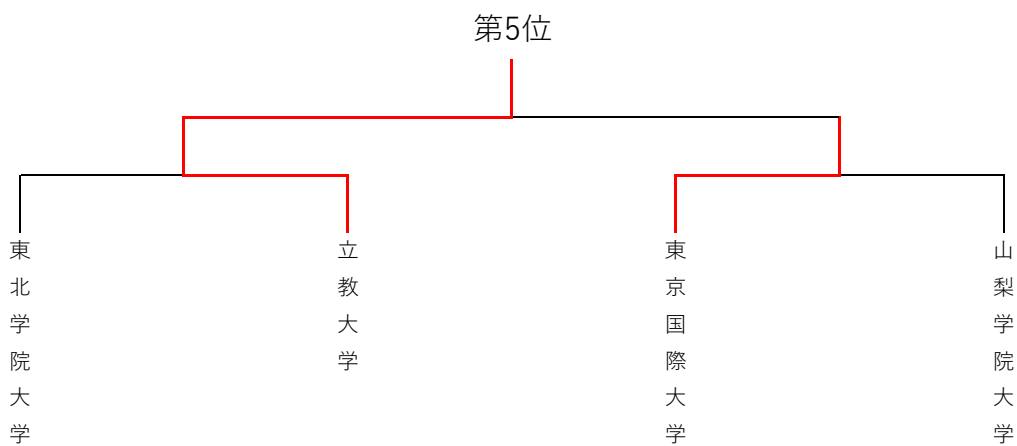 第5位
東北学院大学
立教大学
東京国際大学
山梨学院大学